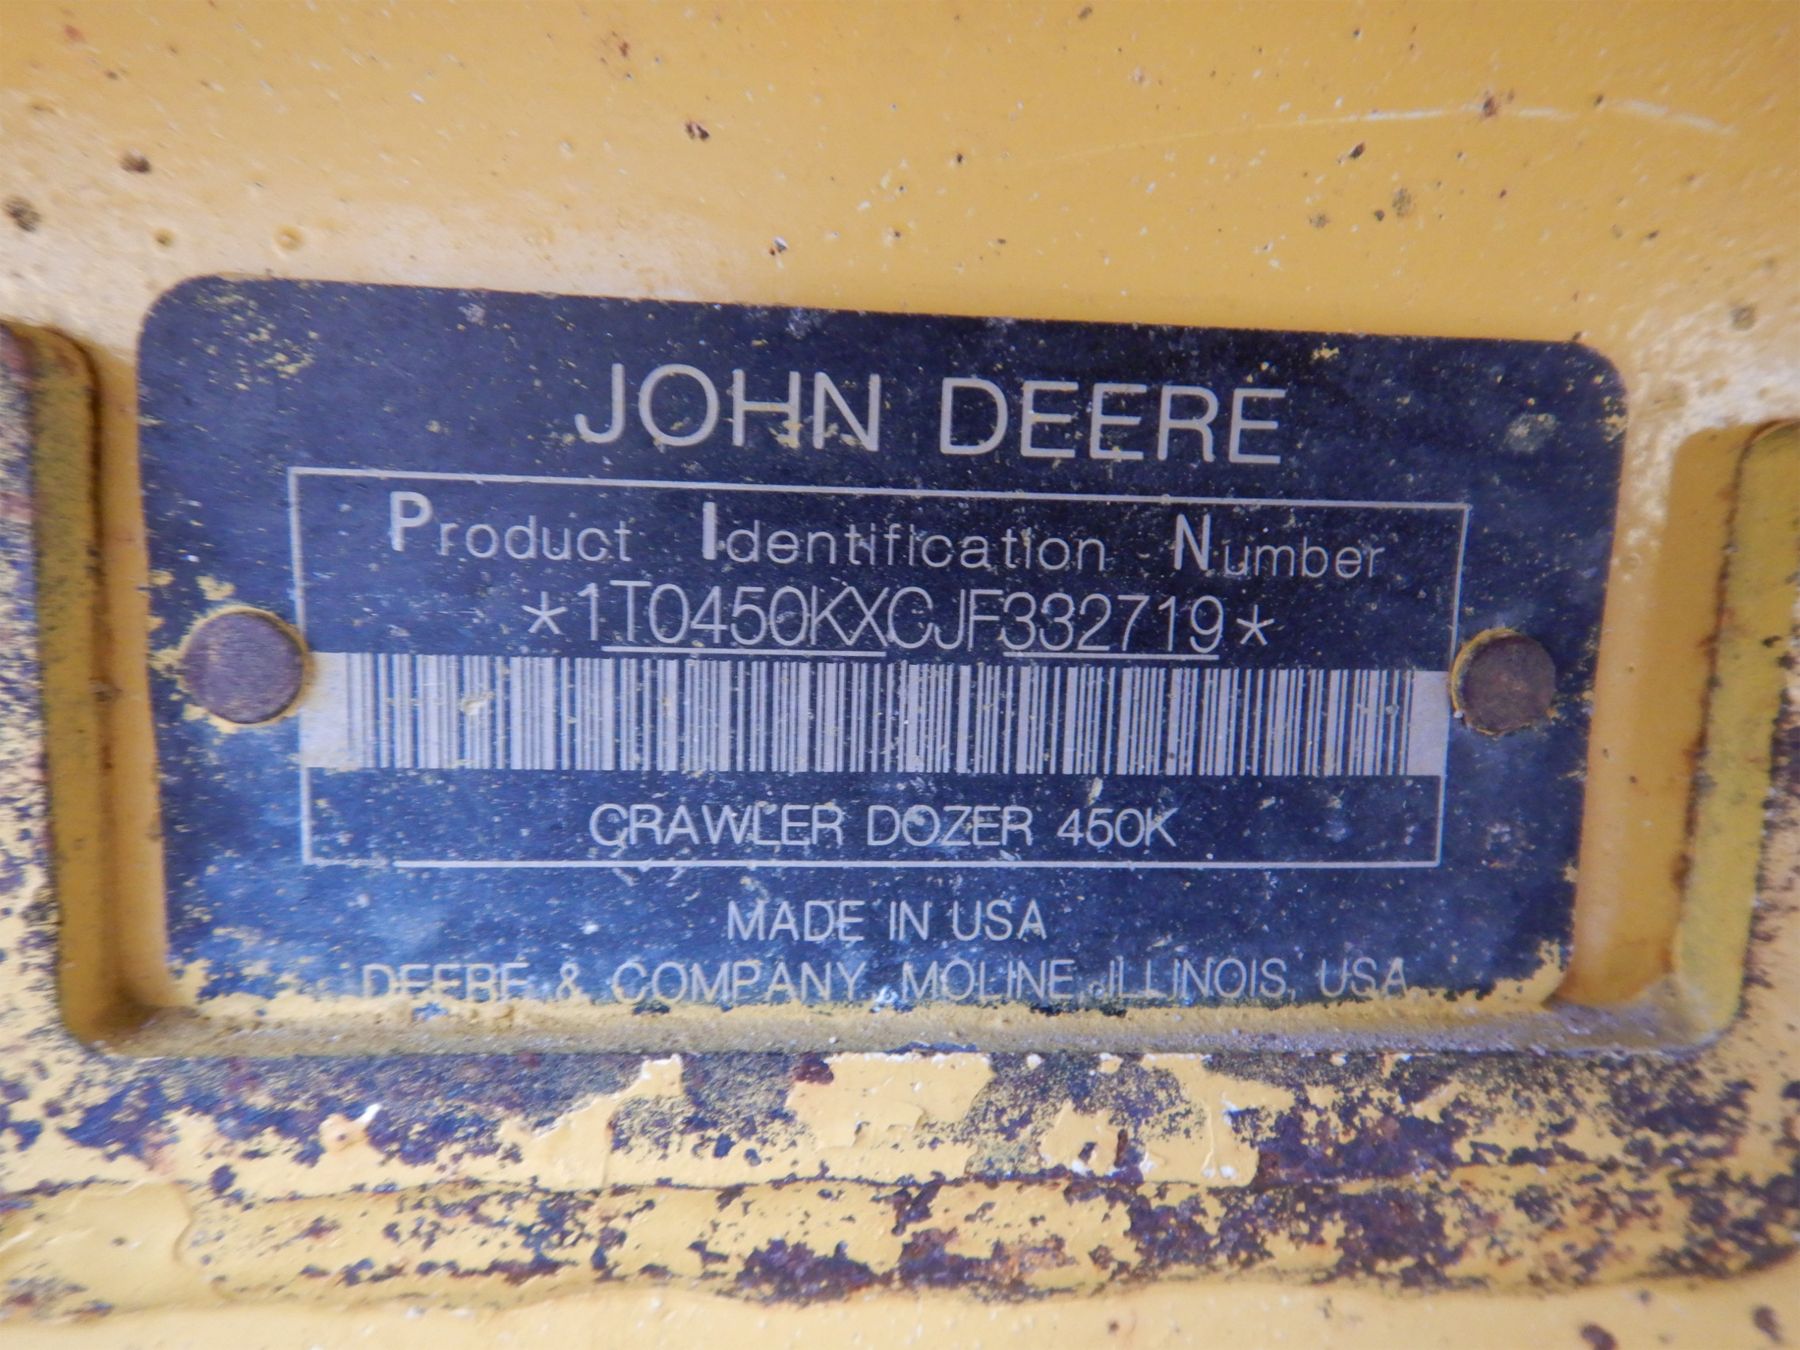 JOHN DEERE
Product Identification Number
*1T0450KXCJF332719*
CRAWLER DOZER 450K
MADE IN USA
DEERE & COMPANY, MOLINE, ILLINOIS, USA